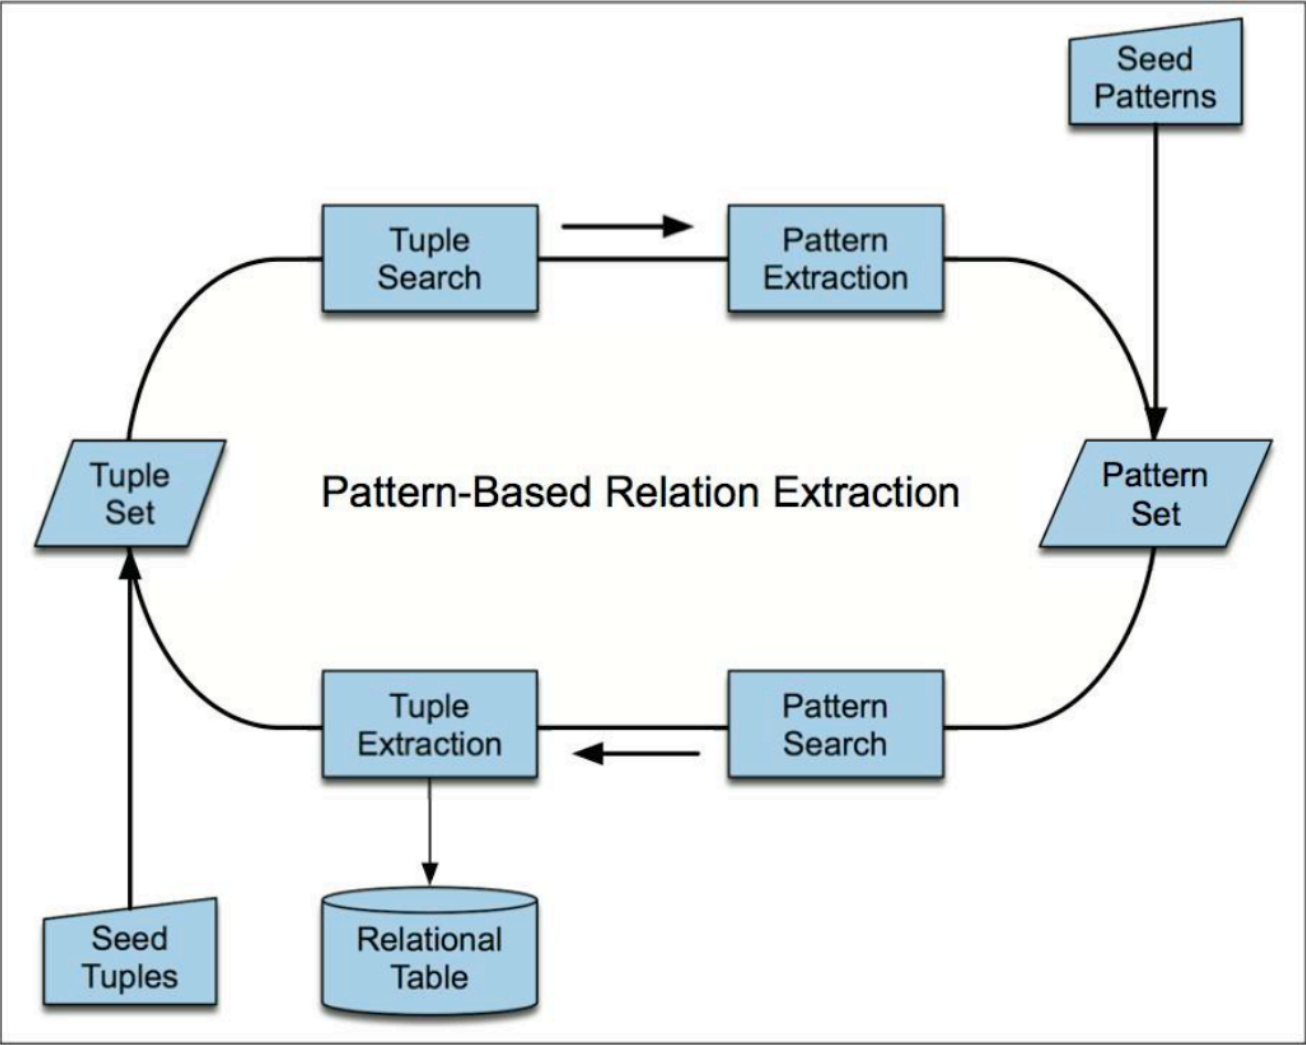 Seed
Patterns
Tuple
Search
Pattern
Extraction
Tuple
Set
Pattern-Based Relation Extraction
Pattern
Set
Tuple
Extraction
Pattern
Search
Seed
Tuples
Relational
Table